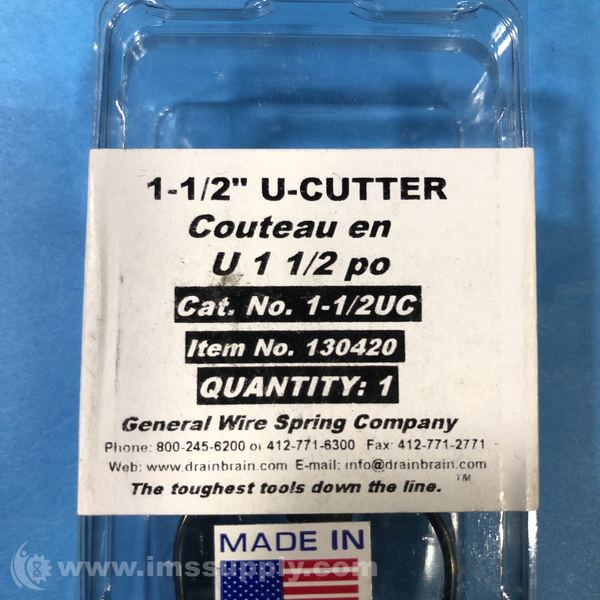 1-1/2" U-CUTTER
Couteau en
U 1 1/2 po
Cat. No. 1-1/2UC
Item No. 130420
QUANTITY: 1
General Wire Spring Company
Phone: 800-245-6200 or 412-771-6300 Fax: 412-771-2771
Web: www.drainbrain.com E-mail: info@drainbrain.com
The toughest tools down the line.™
MADE IN
www.imssupply.com